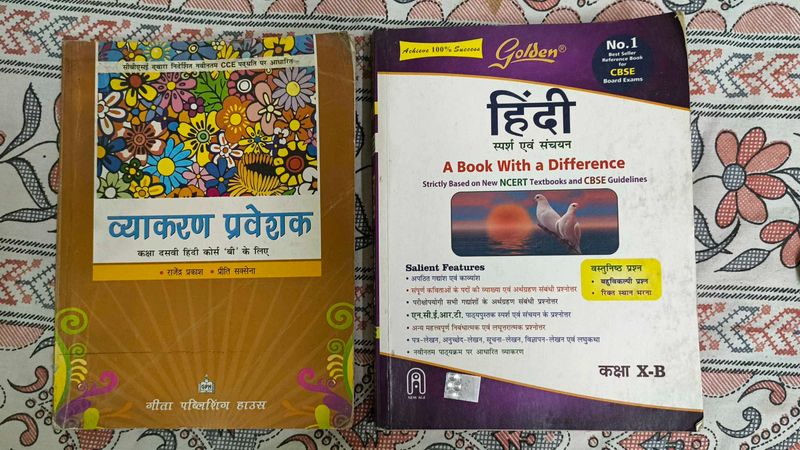 सीबीएसई द्वारा निर्देशित नवीनतम CCE पद्धति पर आधारित
व्याकरण प्रवेशक
कक्षा दसवीं हिंदी कोर्स 'बी' के लिए
• राजेंद्र प्रकाश • प्रीति सक्सेना
GPH
गीता पब्लिशिंग हाउस
Achieve 100% Success
Golden®
No.1
Best Seller
Reference Book
for
CBSE
Board Exams
हिंदी
स्पर्श एवं संचयन
A Book With a Difference
Strictly Based on New NCERT Textbooks and CBSE Guidelines
Salient Features
• अपठित गद्यांश एवं काव्यांश
• संपूर्ण कविताओं के पदों की व्याख्या एवं अर्थग्रहण संबंधी प्रश्नोत्तर
• परीक्षोपयोगी सभी गद्यांशों के अर्थग्रहण संबंधी प्रश्नोत्तर
• एन.सी.ई.आर.टी. पाठ्यपुस्तक स्पर्श एवं संचयन के प्रश्नोत्तर
• अन्य महत्त्वपूर्ण निबंधात्मक एवं लघूत्तरात्मक प्रश्नोत्तर
• पत्र-लेखन, अनुच्छेद-लेखन, सूचना-लेखन, विज्ञापन-लेखन एवं लघुकथा
• नवीनतम पाठ्यक्रम पर आधारित व्याकरण
वस्तुनिष्ठ प्रश्न
• बहुविकल्पी प्रश्न
• रिक्त स्थान भरना
कक्षा X-B
NEW AGE